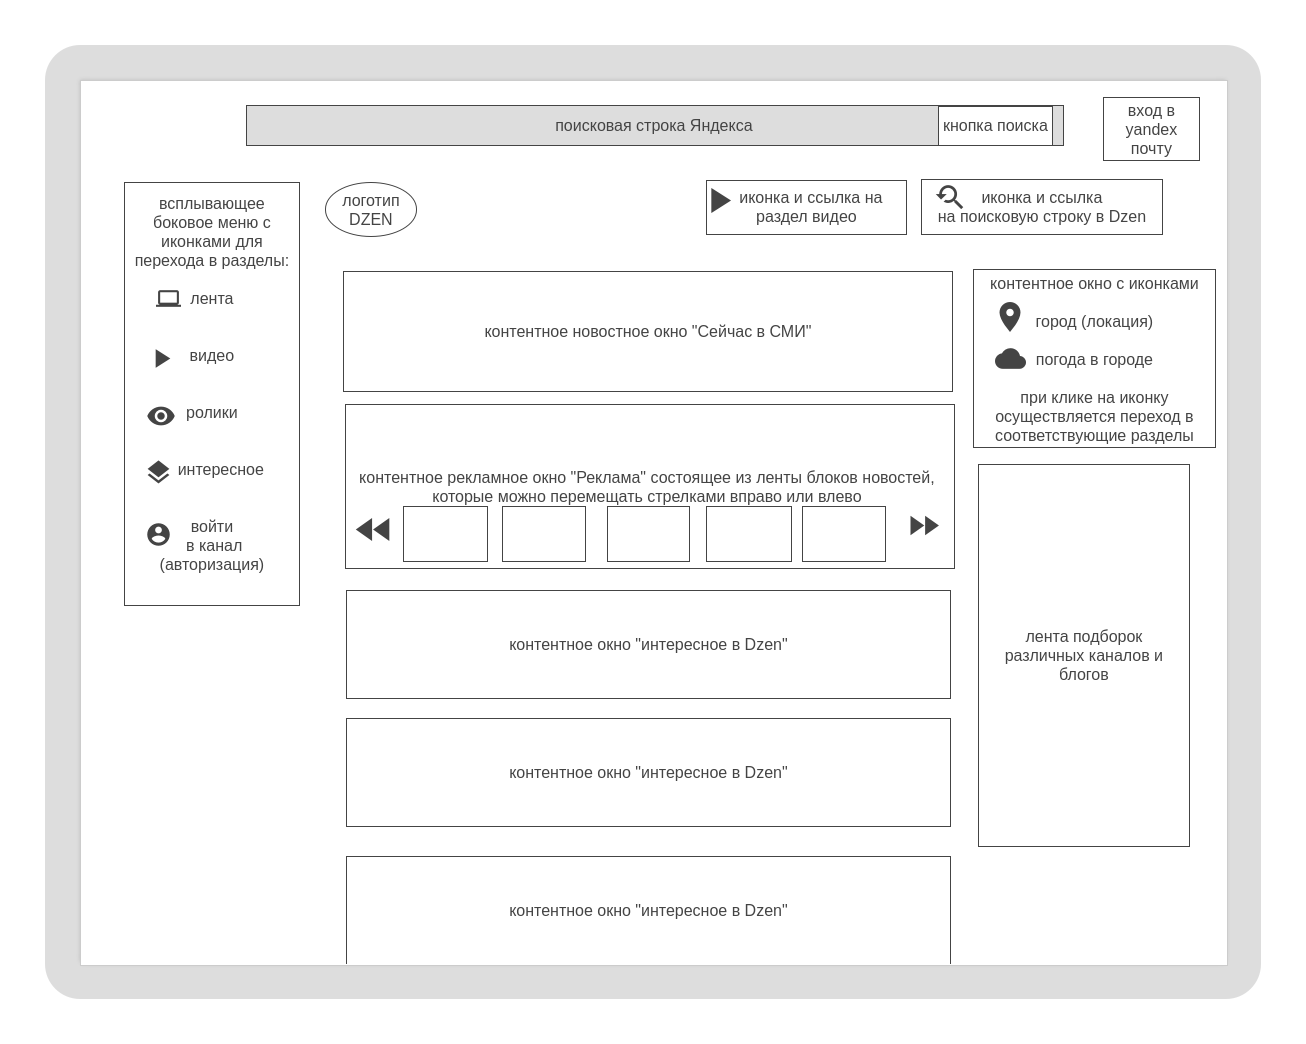 поисковая строка Яндекса
кнопка поиска
вход в
yandex
почту
всплывающее
боковое меню с
иконками для
перехода в разделы:
лента
видео
ролики
интересное
войти
в канал
(авторизация)
логотип
DZEN
иконка и ссылка на
раздел видео
иконка и ссылка
на поисковую строку в Dzen
контентное новостное окно "Сейчас в СМИ"
контентное рекламное окно "Реклама" состоящее из ленты блоков новостей,
которые можно перемещать стрелками вправо или влево
контентное окно "интересное в Dzen"
контентное окно "интересное в Dzen"
контентное окно "интересное в Dzen"
контентное окно с иконками
город (локация)
погода в городе
при клике на иконку
осуществляется переход в
соответствующие разделы
лента подборок
различных каналов и
блогов